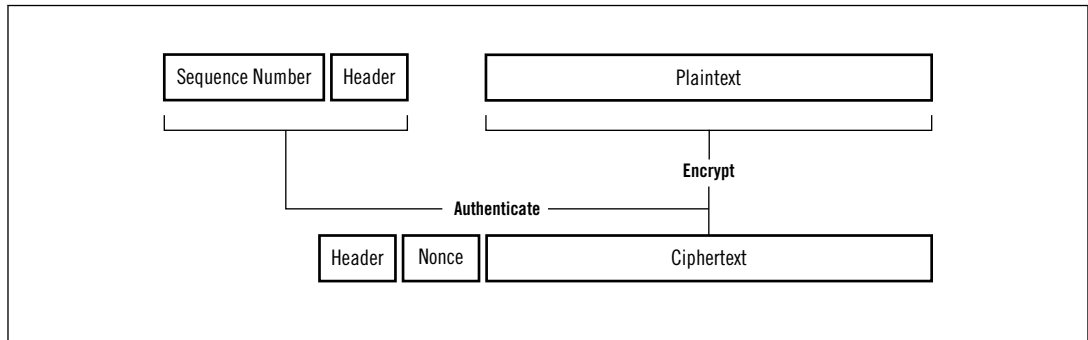 Sequence Number Header Plaintext
Encrypt
Authenticate
Header Nonce Ciphertext